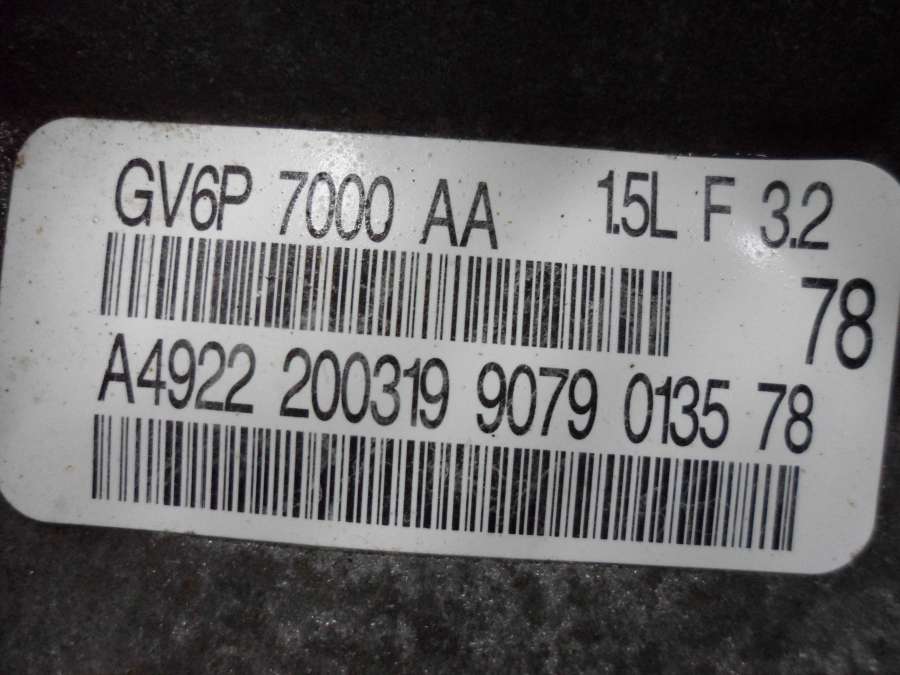 GV6P 7000 AA 1.5L F 3.2
78
A4922 200319 9079 0135 78